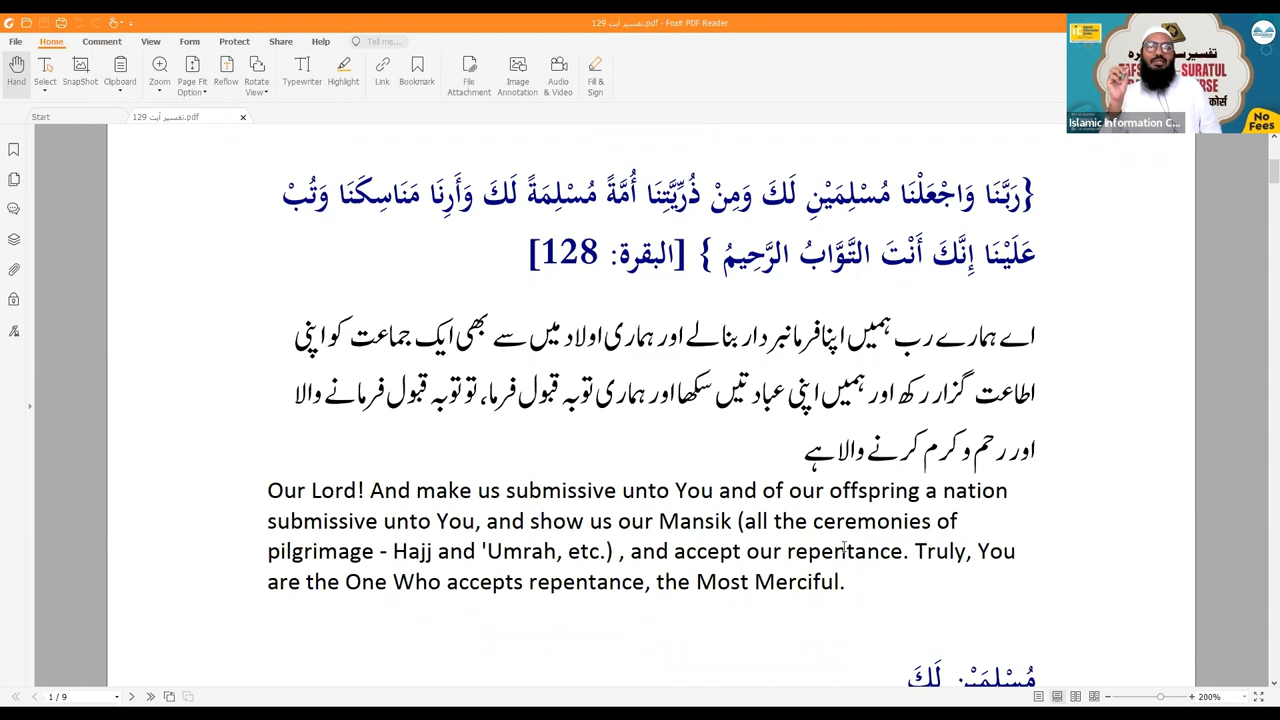 تفسیر آیت 129.pdf - Foxit PDF Reader
File Home Comment View Form Protect Share Help Tell me...
Hand Select SnapShot Clipboard Zoom Page Fit Option Reflow Rotate View Typewriter Highlight Link Bookmark File Attachment Image Annotation Audio & Video Fill & Sign
Start تفسیر آیت 129.pdf
No Fees
Islamic Information C...
{رَبَّنَا وَاجْعَلْنَا مُسْلِمَيْنِ لَكَ وَمِنْ ذُرِّيَّتِنَا أُمَّةً مُسْلِمَةً لَكَ وَأَرِنَا مَنَاسِكَنَا وَتُبْ
عَلَيْنَا إِنَّكَ أَنْتَ التَّوَّابُ الرَّحِيمُ } [البقرة: 128]
اے ہمارے رب ہمیں اپنا فرمانبردار بنالے اور ہماری اولاد میں سے بھی ایک جماعت کو اپنی
اطاعت گزار رکھ اور ہمیں اپنی عبادتیں سکھا اور ہماری توبہ قبول فرما، تو توبہ قبول فرمانے والا
اور رحم و کرم کرنے والا ہے
Our Lord! And make us submissive unto You and of our offspring a nation
submissive unto You, and show us our Mansik (all the ceremonies of
pilgrimage - Hajj and 'Umrah, etc.) , and accept our repentance. Truly, You
are the One Who accepts repentance, the Most Merciful.
مُسْلِمَيْنِ لَكَ
1 / 9
200%